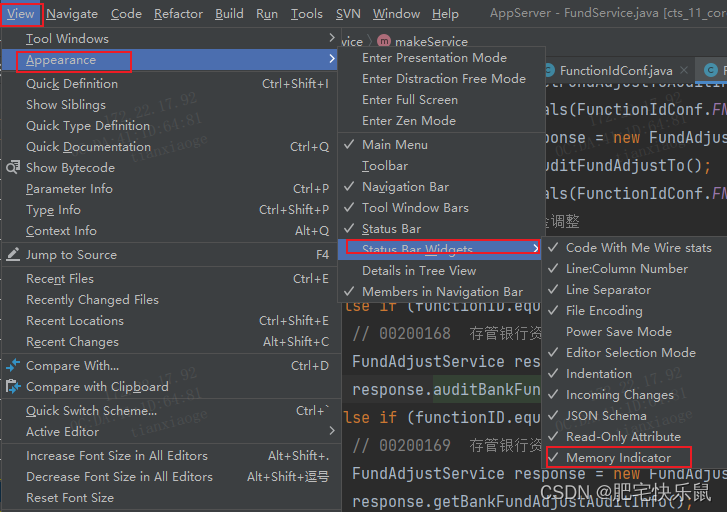 View Navigate Code Refactor Build Run Tools SVN Window Help AppServer - FundService.java [cts_11_cor
Tool Windows
Appearance
Quick Definition Ctrl+Shift+I
Show Siblings
Quick Type Definition
Quick Documentation Ctrl+Q
Show Bytecode
Parameter Info Ctrl+P
Type Info Ctrl+Shift+P
Context Info Alt+Q
Jump to Source F4
Recent Files Ctrl+E
Recently Changed Files
Recent Locations Ctrl+Shift+E
Recent Changes Alt+Shift+C
Compare With... Ctrl+D
Compare with Clipboard
Quick Switch Scheme... Ctrl+`
Active Editor
Increase Font Size in All Editors Alt+Shift+.
Decrease Font Size in All Editors Alt+Shift+逗号
Reset Font Size
vice m makeService
Enter Presentation Mode
Enter Distraction Free Mode
Enter Full Screen
Enter Zen Mode
Main Menu
Toolbar
Navigation Bar
Tool Window Bars
Status Bar
Status Bar Widgets
Details in Tree View
Members in Navigation Bar
Code With Me Wire stats
Line:Column Number
Line Separator
File Encoding
Power Save Mode
Editor Selection Mode
Indentation
Incoming Changes
JSON Schema
Read-Only Attribute
Memory Indicator
C FunctionIdConf.java
als(FunctionIdConf.FM
ponse = new FundAdjus
uditFundAdjustTo();
als(FunctionIdConf.FM
金调整
lse if (functionID.equ
// 00200168 存管银行资
FundAdjustService res
response.auditBankFun
lse if (functionID.equ
// 00200169 存管银行资
FundAdjustService response = new FundAdjus
response.getBankFundAdjustAuditInfo();
172.22.17.92
tianxiaoge
CSDN @肥宅快乐鼠